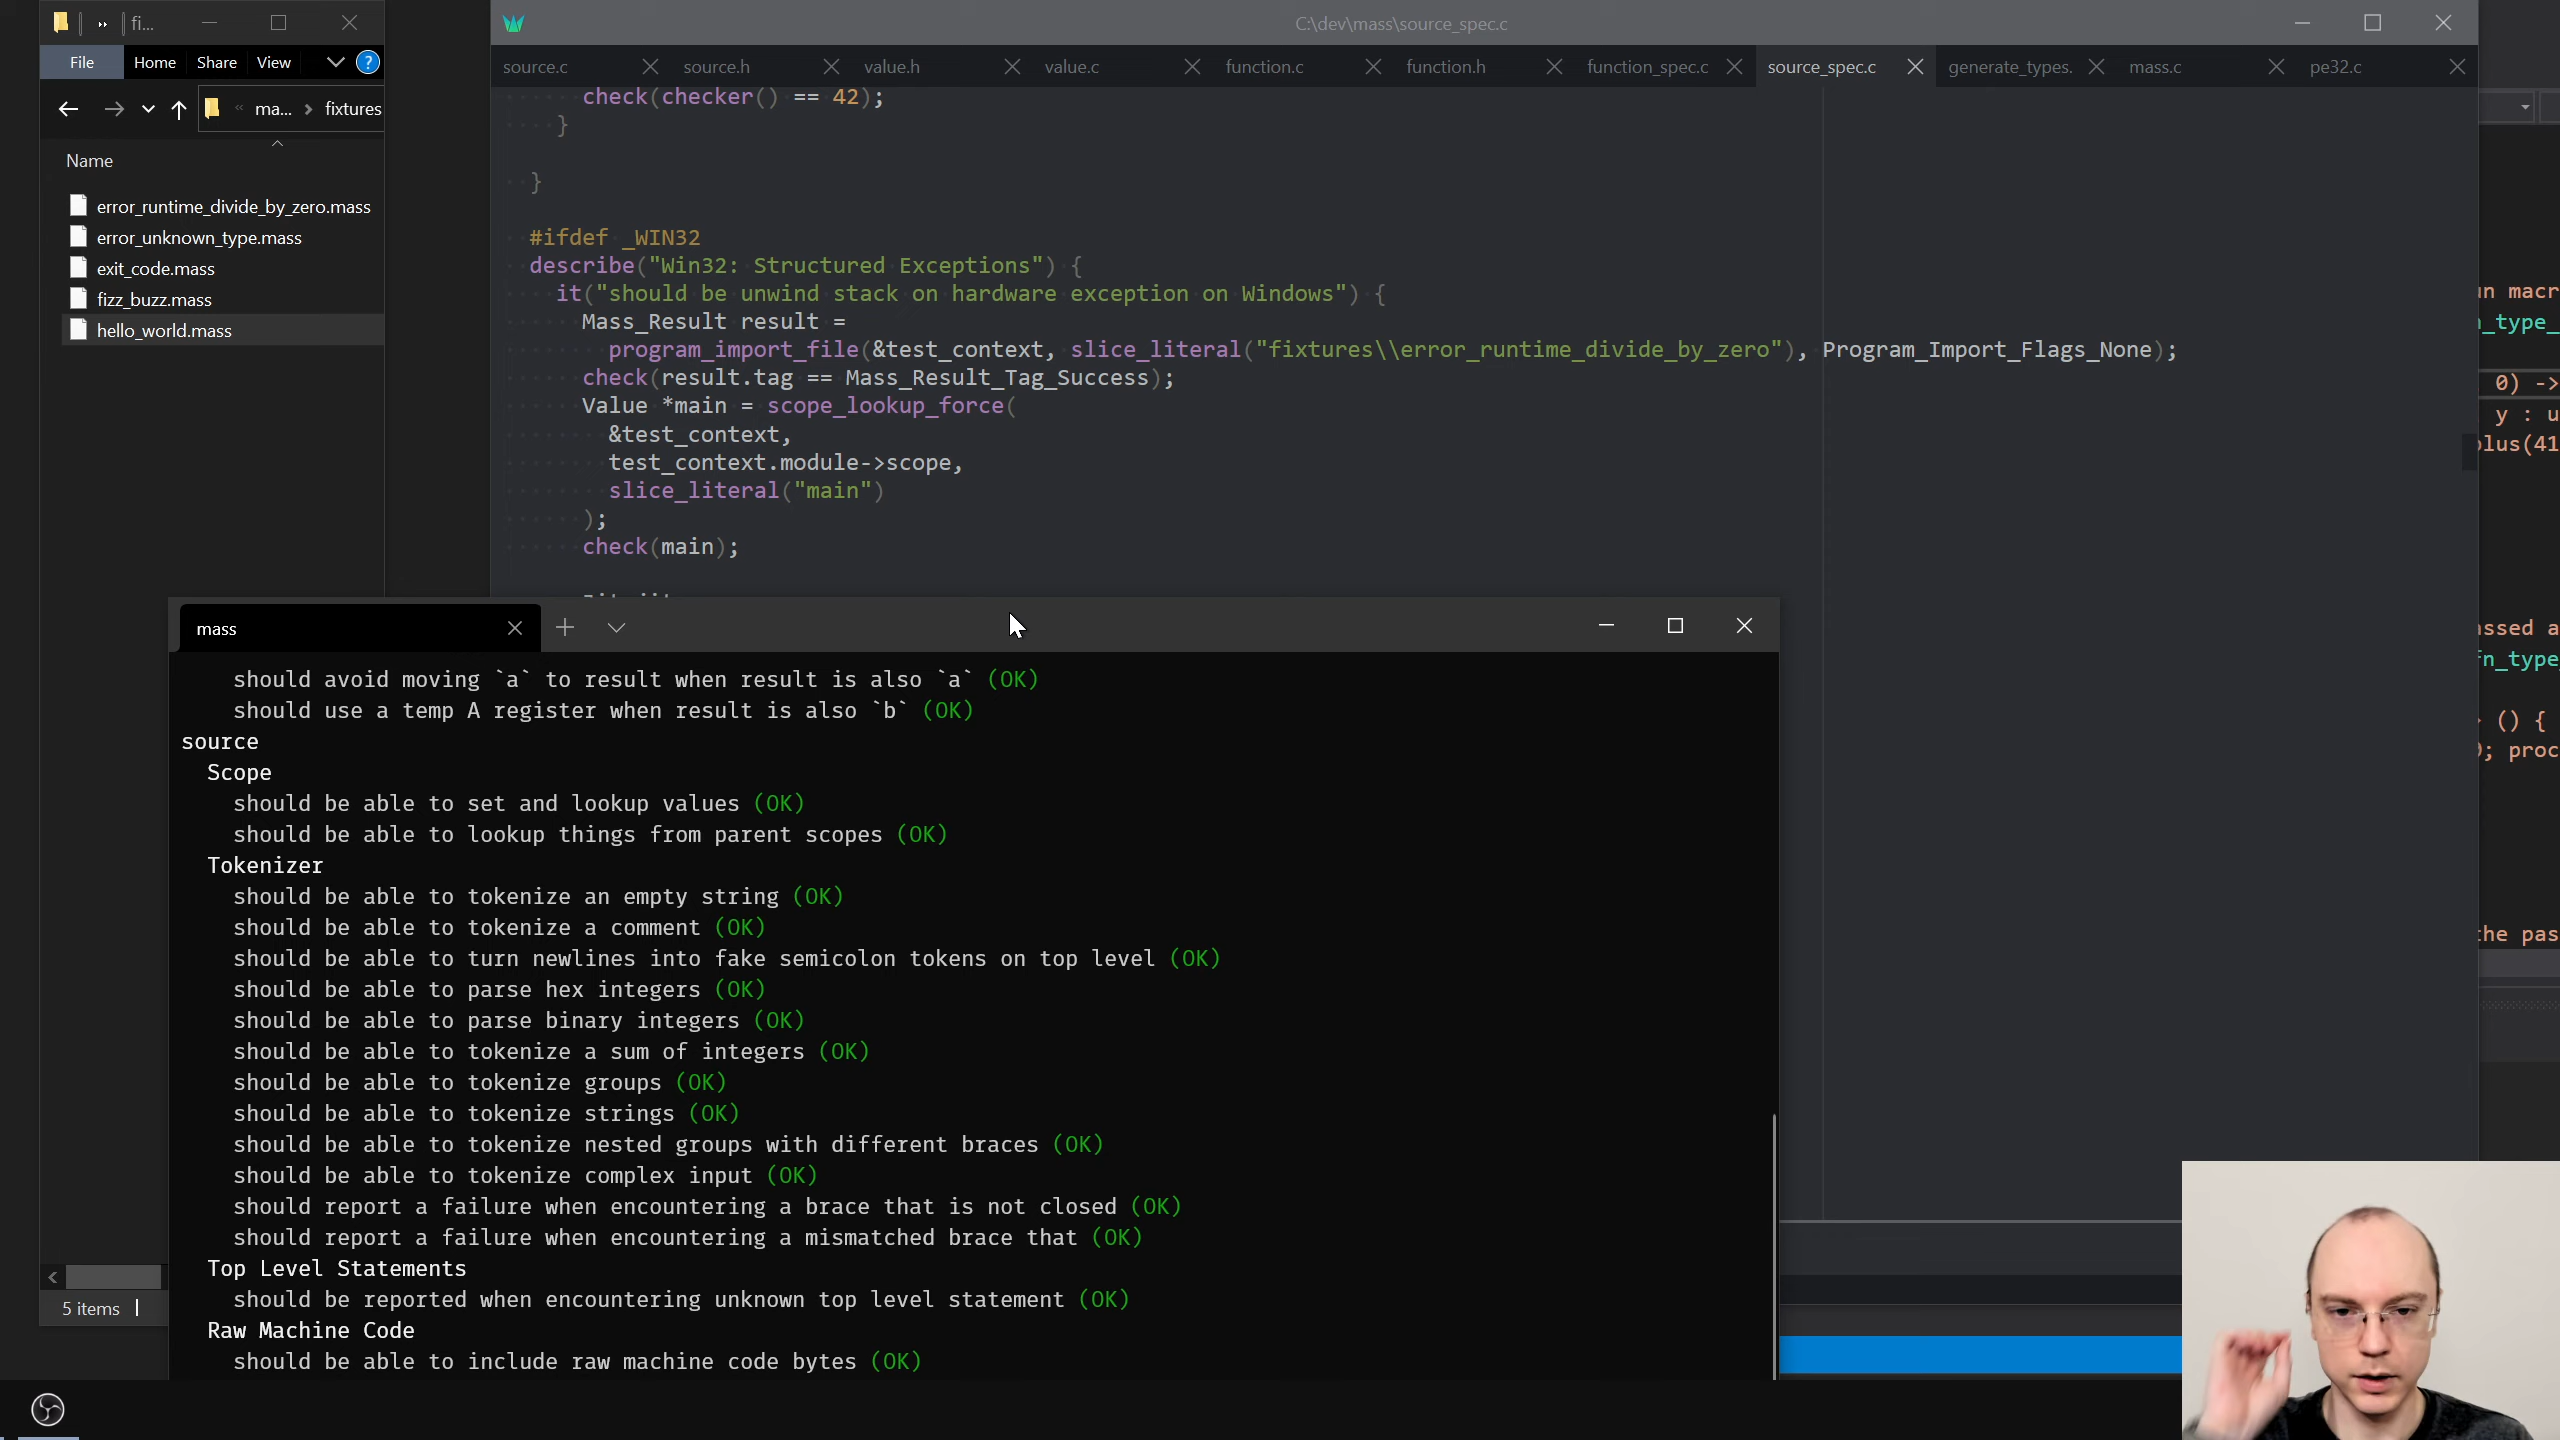 fi...
File Home Share View
ma... fixtures
Name
error_runtime_divide_by_zero.mass
error_unknown_type.mass
exit_code.mass
fizz_buzz.mass
hello_world.mass
5 items
C:\dev\mass\source_spec.c
source.c source.h value.h value.c function.c function.h function_spec.c source_spec.c generate_types. mass.c pe32.c
check(checker() == 42);
}
}
#ifdef _WIN32
describe("Win32: Structured Exceptions") {
it("should be unwind stack on hardware exception on Windows") {
Mass_Result result =
program_import_file(&test_context, slice_literal("fixtures\\error_runtime_divide_by_zero"), Program_Import_Flags_None);
check(result.tag == Mass_Result_Tag_Success);
Value *main = scope_lookup_force(
&test_context,
test_context.module->scope,
slice_literal("main")
);
check(main);
mass
should avoid moving `a` to result when result is also `a` (OK)
should use a temp A register when result is also `b` (OK)
source
Scope
should be able to set and lookup values (OK)
should be able to lookup things from parent scopes (OK)
Tokenizer
should be able to tokenize an empty string (OK)
should be able to tokenize a comment (OK)
should be able to turn newlines into fake semicolon tokens on top level (OK)
should be able to parse hex integers (OK)
should be able to parse binary integers (OK)
should be able to tokenize a sum of integers (OK)
should be able to tokenize groups (OK)
should be able to tokenize strings (OK)
should be able to tokenize nested groups with different braces (OK)
should be able to tokenize complex input (OK)
should report a failure when encountering a brace that is not closed (OK)
should report a failure when encountering a mismatched brace that (OK)
Top Level Statements
should be reported when encountering unknown top level statement (OK)
Raw Machine Code
should be able to include raw machine code bytes (OK)
un macr
_type_
0) ->
y : u
plus(41
ssed a
fn_type
() {
); proc
the pas